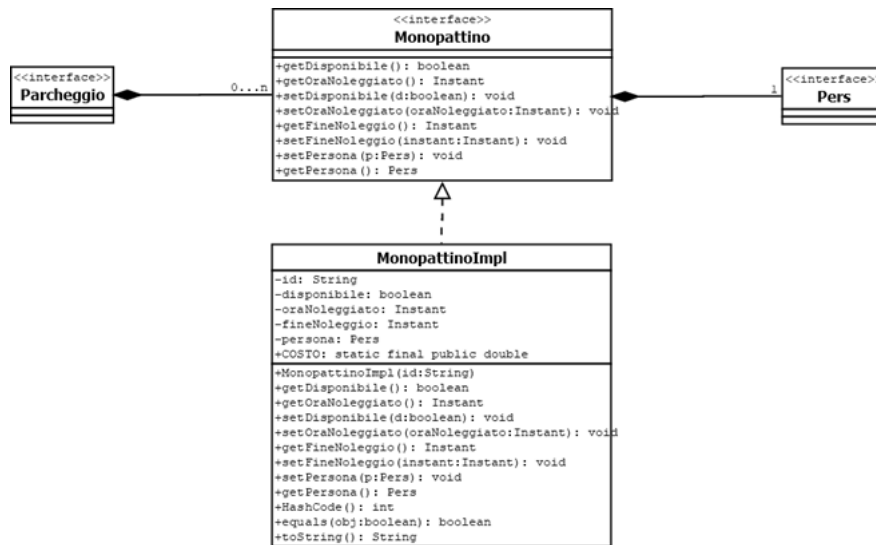 <<interface>>
Monopattino
+getDisponibile(): boolean
+getOraNoleggiato(): Instant
+setDisponibile(d:boolean): void
+setOraNoleggiato(oraNoleggiato:Instant): void
+getFineNoleggio(): Instant
+setFineNoleggio(instant:Instant): void
+setPersona(p:Pers): void
+getPersona(): Pers
<<interface>>
Parcheggio
0...n
1
<<interface>>
Pers
MonopattinoImpl
-id: String
-disponibile: boolean
-oraNoleggiato: Instant
-fineNoleggio: Instant
-persona: Pers
+COSTO: static final public double
+MonopattinoImpl(id:String)
+getDisponibile(): boolean
+getOraNoleggiato(): Instant
+setDisponibile(d:boolean): void
+setOraNoleggiato(oraNoleggiato:Instant): void
+getFineNoleggio(): Instant
+setFineNoleggio(instant:Instant): void
+setPersona(p:Pers): void
+getPersona(): Pers
+HashCode(): int
+equals(obj:boolean): boolean
+toString(): String